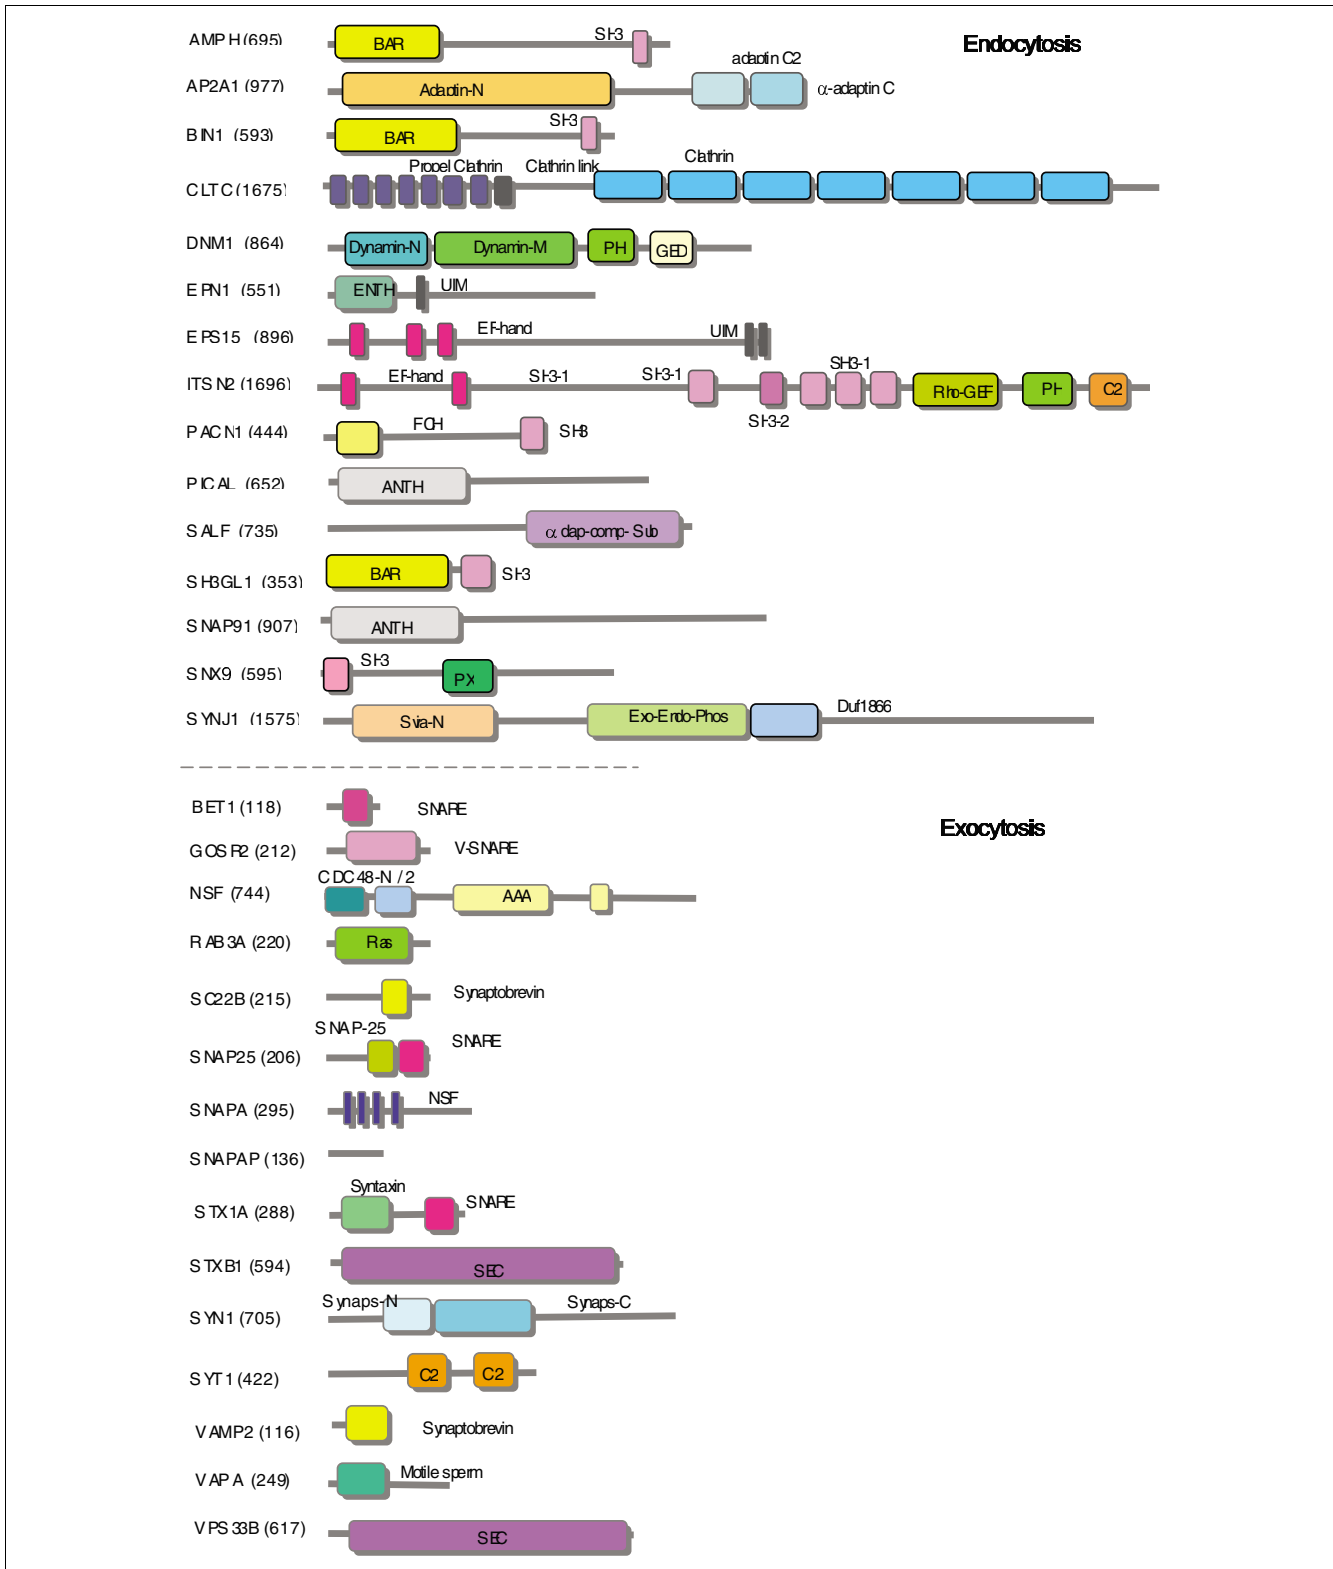 AMPH (695)
BAR
SH3
Endocytosis
AP2A1 (977)
Adaptin-N
adaptin C2
α-adaptin C
BIN1 (593)
BAR
SH3
CLTC (1675)
Propel Clathrin
Clathrin link
Clathrin
DNM1 (864)
Dynamin-N
Dynamin-M
PH
GED
EPN1 (551)
ENTH
UIM
EPS15 (896)
EF-hand
UIM
ITSN2 (1696)
EF-hand
SH3-1
SH3-1
SH3-2
SH3-1
Rho-GEF
PH
C2
PACN1 (444)
FCH
SH3
PICAL (652)
ANTH
SALF (735)
α dap-comp-Sub
SH3GL1 (353)
BAR
SH3
SNAP91 (907)
ANTH
SNX9 (595)
SH3
PX
SYNJ1 (1575)
Syja-N
Exo-Endo-Phos
Duf1866
BET1 (118)
SNARE
Exocytosis
GOSR2 (212)
V-SNARE
NSF (744)
CDC48-N / 2
AAA
RAB3A (220)
Ras
SC22B (215)
Synaptobrevin
SNAP25 (206)
SNAP-25
SNARE
SNAPA (295)
NSF
SNAPAP (136)
STX1A (288)
Syntaxin
SNARE
STXB1 (594)
SEC
SYN1 (705)
Synaps-N
Synaps-C
SYT1 (422)
C2
C2
VAMP2 (116)
Synaptobrevin
VAPA (249)
Motile sperm
VPS33B (617)
SEC